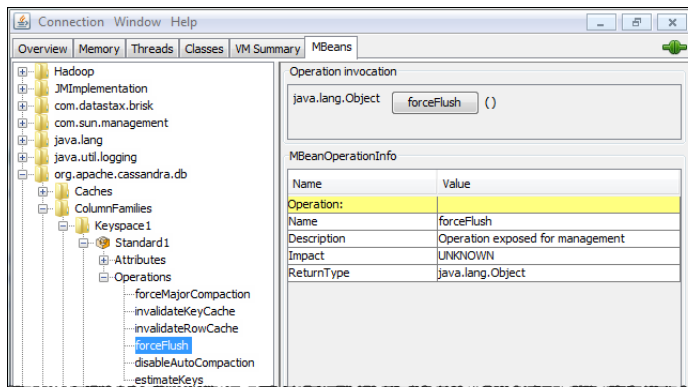 Connection Window Help
Overview Memory Threads Classes VM Summary MBeans
Hadoop
JMImplementation
com.datastax.brisk
com.sun.management
java.lang
java.util.logging
org.apache.cassandra.db
Caches
ColumnFamilies
Keyspace1
Standard1
Attributes
Operations
forceMajorCompaction
invalidateKeyCache
invalidateRowCache
forceFlush
disableAutoCompaction
estimateKeys
Operation invocation
java.lang.Object forceFlush ()
MBeanOperationInfo
Name Value
Operation:
Name forceFlush
Description Operation exposed for management
Impact UNKNOWN
ReturnType java.lang.Object